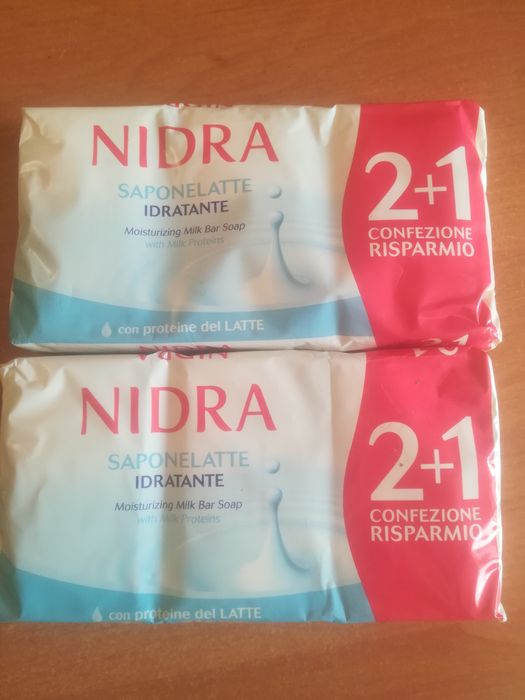 NIDRA
SAPONELATTE
IDRATANTE
Moisturizing Milk Bar Soap
with Milk Proteins
con proteine del LATTE
2+1
CONFEZIONE
RISPARMIO
NIDRA
NIDRA
SAPONELATTE
IDRATANTE
Moisturizing Milk Bar Soap
with Milk Proteins
con proteine del LATTE
2+1
CONFEZIONE
RISPARMIO